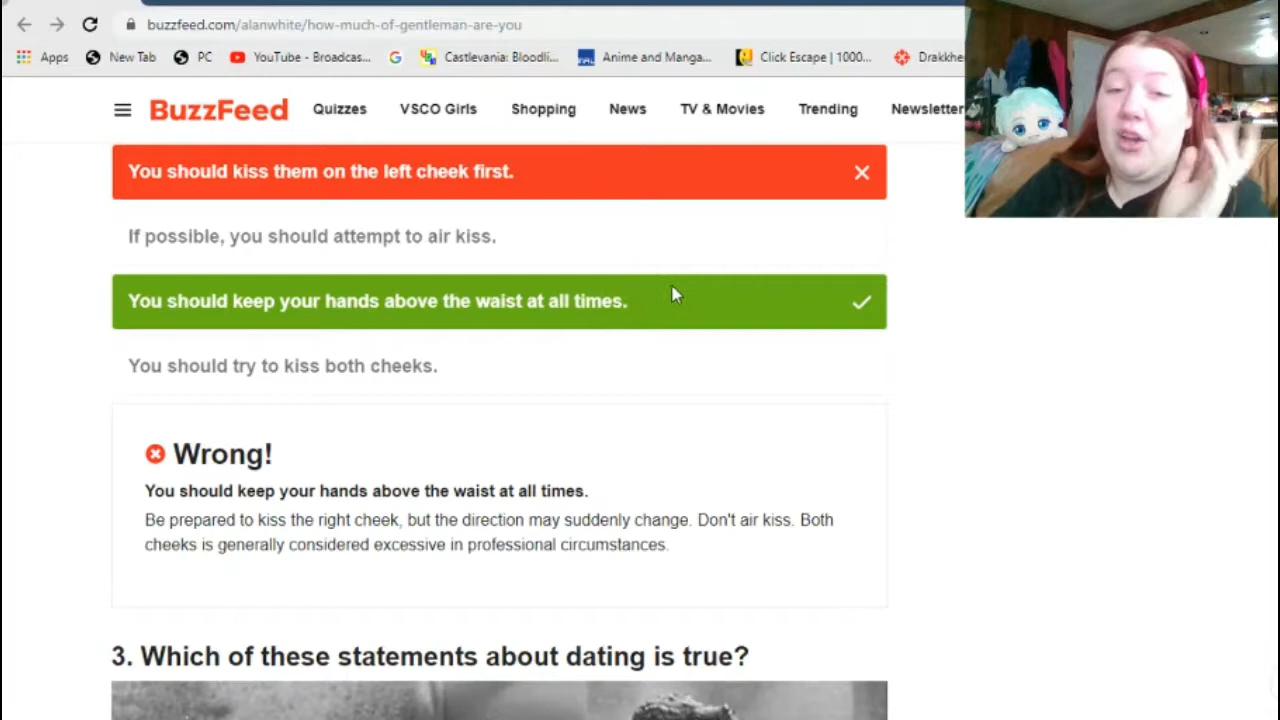 buzzfeed.com/alanwhite/how-much-of-gentleman-are-you
Apps New Tab PC YouTube - Broadcas... Castlevania: Bloodli... Anime and Manga... Click Escape | 1000... Drakkhe
BuzzFeed Quizzes VSCO Girls Shopping News TV & Movies Trending Newsletter
You should kiss them on the left cheek first.
If possible, you should attempt to air kiss.
You should keep your hands above the waist at all times.
You should try to kiss both cheeks.
Wrong!
You should keep your hands above the waist at all times.
Be prepared to kiss the right cheek, but the direction may suddenly change. Don't air kiss. Both
cheeks is generally considered excessive in professional circumstances.
3. Which of these statements about dating is true?